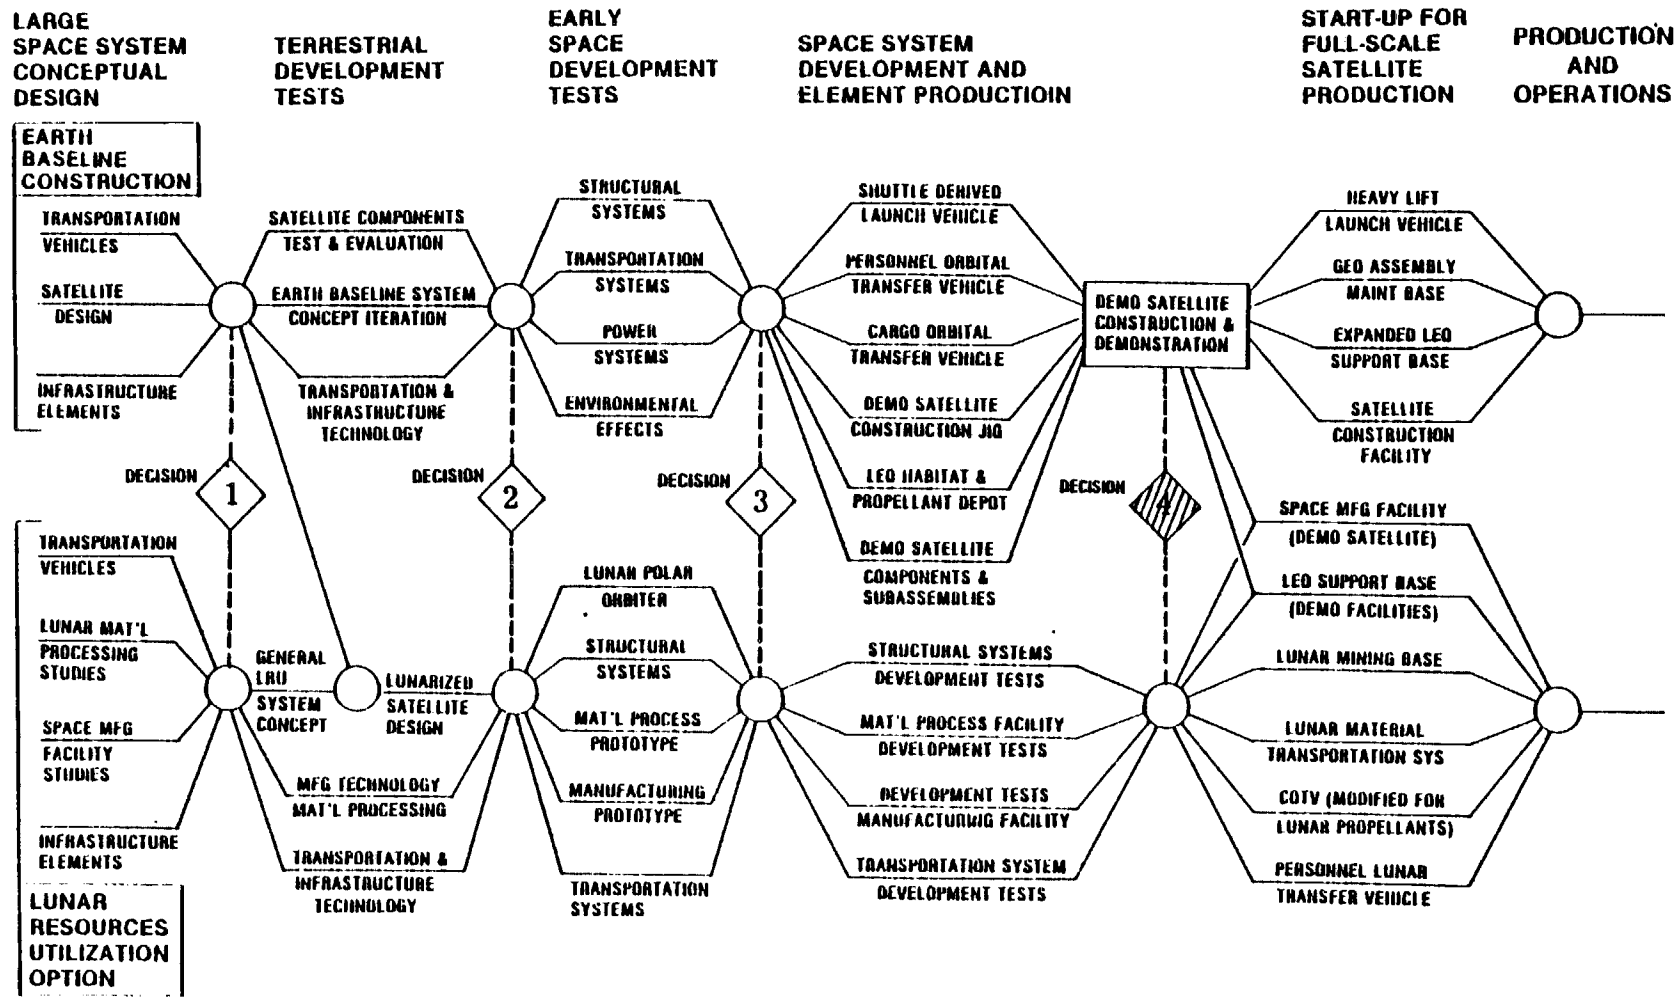 LARGE
SPACE SYSTEM
CONCEPTUAL
DESIGN
TERRESTRIAL
DEVELOPMENT
TESTS
EARLY
SPACE
DEVELOPMENT
TESTS
SPACE SYSTEM
DEVELOPMENT AND
ELEMENT PRODUCTIOIN
START-UP FOR
FULL-SCALE
SATELLITE
PRODUCTION
PRODUCTION
AND
OPERATIONS
EARTH
BASELINE
CONSTRUCTION
TRANSPORTATION
VEHICLES
SATELLITE
DESIGN
INFRASTRUCTURE
ELEMENTS
SATELLITE COMPONENTS
TEST & EVALUATION
EARTH BASELINE SYSTEM
CONCEPT ITERATION
TRANSPORTATION &
INFRASTRUCTURE
TECHNOLOGY
STRUCTURAL
SYSTEMS
TRANSPORTATION
SYSTEMS
POWER
SYSTEMS
ENVIRONMENTAL
EFFECTS
SHUTTLE DERIVED
LAUNCH VEHICLE
PERSONNEL ORBITAL
TRANSFER VEHICLE
CARGO ORBITAL
TRANSFER VEHICLE
DEMO SATELLITE
CONSTRUCTION JIG
LEO HABITAT &
PROPELLANT DEPOT
DEMO SATELLITE
COMPONENTS &
SUBASSEMBLIES
DEMO SATELLITE
CONSTRUCTION &
DEMONSTRATION
HEAVY LIFT
LAUNCH VEHICLE
GEO ASSEMBLY
MAINT BASE
EXPANDED LEO
SUPPORT BASE
SATELLITE
CONSTRUCTION
FACILITY
DECISION
1
DECISION
2
DECISION
3
DECISION
4
TRANSPORTATION
VEHICLES
LUNAR MAT'L
PROCESSING
STUDIES
SPACE MFG
FACILITY
STUDIES
INFRASTRUCTURE
ELEMENTS
GENERAL
LRU
SYSTEM
CONCEPT
LUNARIZED
SATELLITE
DESIGN
MFG TECHNOLOGY
MAT'L PROCESSING
TRANSPORTATION &
INFRASTRUCTURE
TECHNOLOGY
LUNAR POLAR
ORBITER
STRUCTURAL
SYSTEMS
MAT'L PROCESS
PROTOTYPE
MANUFACTURING
PROTOTYPE
TRANSPORTATION
SYSTEMS
STRUCTURAL SYSTEMS
DEVELOPMENT TESTS
MAT'L PROCESS FACILITY
DEVELOPMENT TESTS
DEVELOPMENT TESTS
MANUFACTURING FACILITY
TRANSPORTATION SYSTEM
DEVELOPMENT TESTS
SPACE MFG FACILITY
(DEMO SATELLITE)
LEO SUPPORT BASE
(DEMO FACILITIES)
LUNAR MINING BASE
LUNAR MATERIAL
TRANSPORTATION SYS
COTV (MODIFIED FOR
LUNAR PROPELLANTS)
PERSONNEL LUNAR
TRANSFER VEHICLE
LUNAR
RESOURCES
UTILIZATION
OPTION